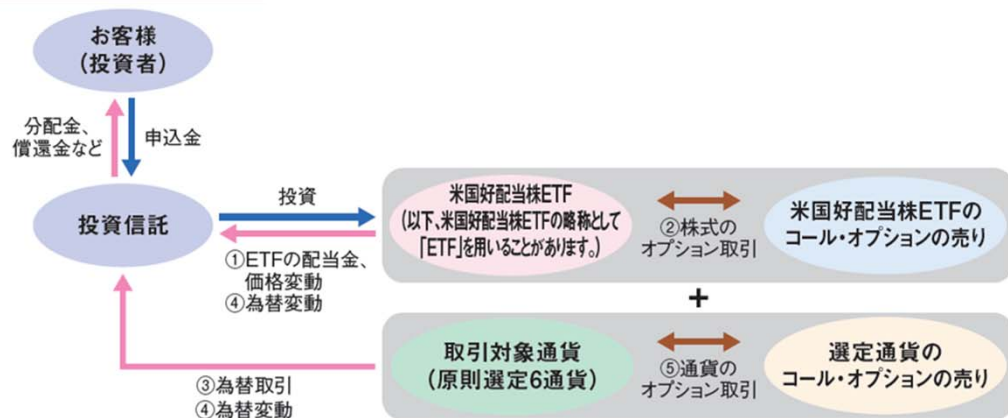 お客様
(投資者)
分配金、
償還金など
申込金
投資信託
投資
①ETFの配当金、
価格変動
④為替変動
米国好配当株ETF
(以下、米国好配当株ETFの略称として
「ETF」を用いることがあります。)
②株式の
オプション取引
米国好配当株ETFの
コール・オプションの売り
+
③為替取引
④為替変動
取引対象通貨
(原則選定6通貨)
⑤通貨の
オプション取引
選定通貨の
コール・オプションの売り